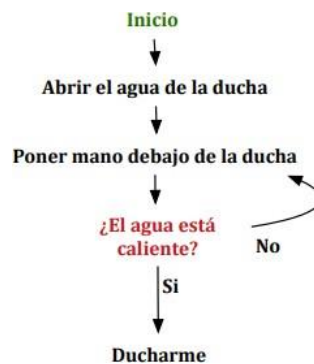 Inicio
Abrir el agua de la ducha
Poner mano debajo de la ducha
¿El agua está
caliente?
No
Si
Ducharme